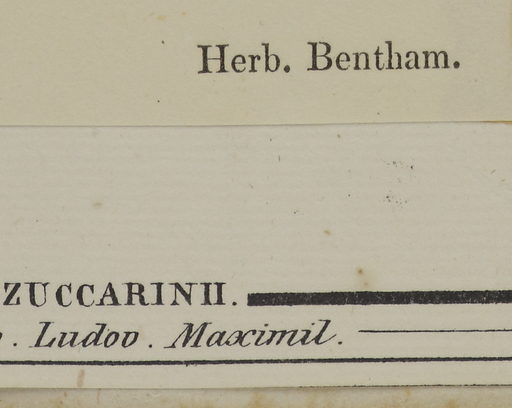 Herb. Bentham.
ZUCCARINII.
. Ludov. Maximil.